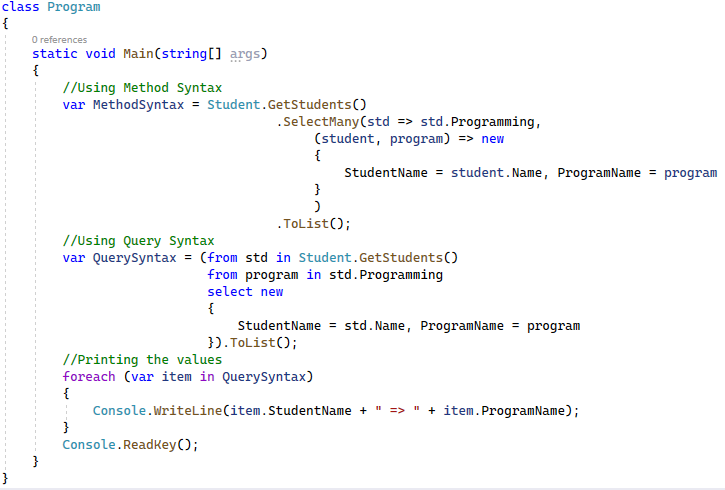 class Program
{
0 references
static void Main(string[] args)
{
//Using Method Syntax
var MethodSyntax = Student.GetStudents()
.SelectMany(std => std.Programming,
(student, program) => new
{
StudentName = student.Name, ProgramName = program
}
)
.ToList();
//Using Query Syntax
var QuerySyntax = (from std in Student.GetStudents()
from program in std.Programming
select new
{
StudentName = std.Name, ProgramName = program
}).ToList();
//Printing the values
foreach (var item in QuerySyntax)
{
Console.WriteLine(item.StudentName + " => " + item.ProgramName);
}
Console.ReadKey();
}
}